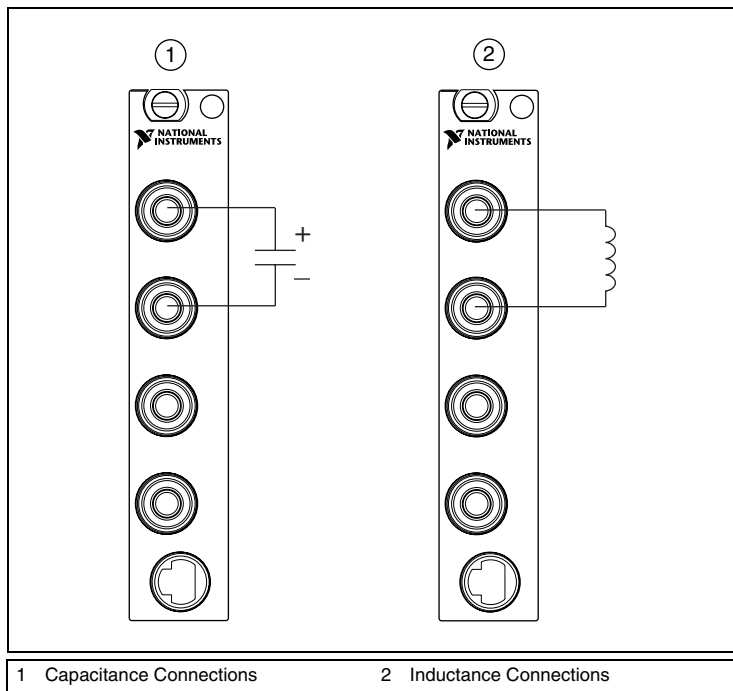 1
2
NATIONAL
INSTRUMENTS
NATIONAL
INSTRUMENTS
+
–
1 Capacitance Connections 2 Inductance Connections